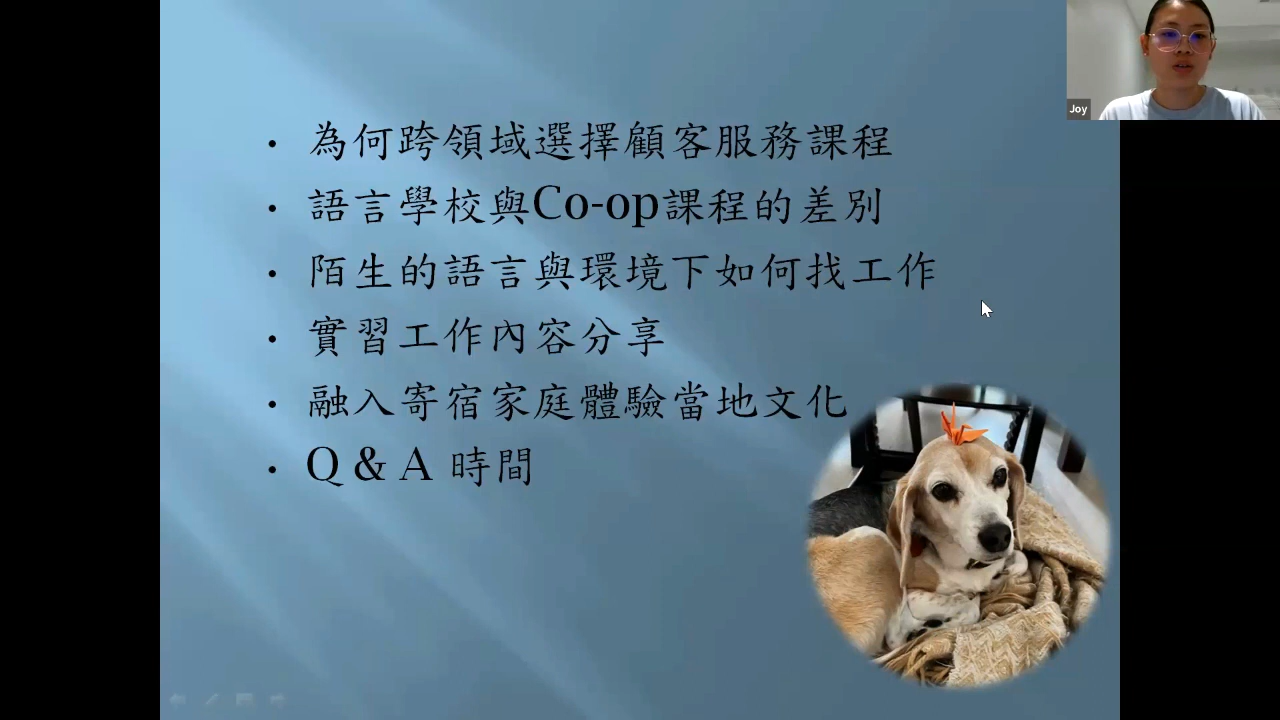 • 為何跨領域選擇顧客服務課程
• 語言學校與Co-op課程的差別
• 陌生的語言與環境下如何找工作
• 實習工作內容分享
• 融入寄宿家庭體驗當地文化
• Q & A 時間
Joy